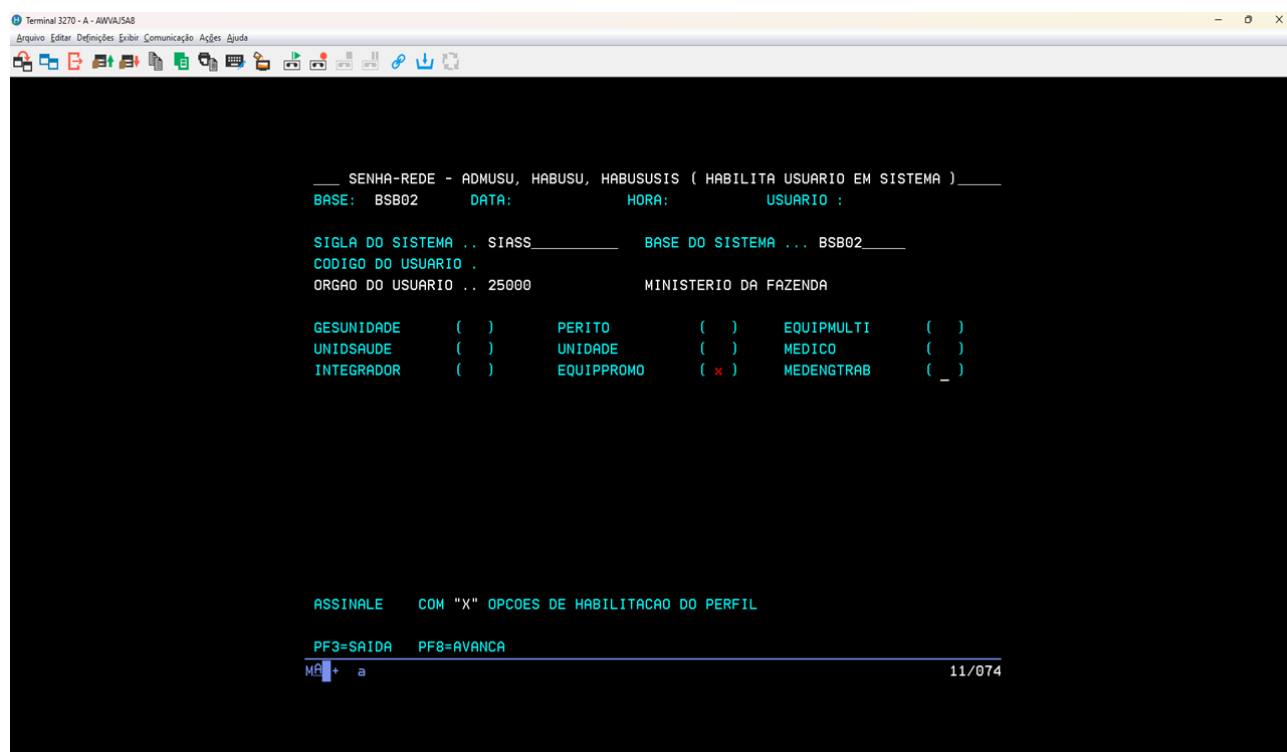 Terminal 3270 - A - AWVAJ5A8
Arquivo Editar Definições Exibir Comunicação Ações Ajuda
___ SENHA-REDE - ADMUSU, HABUSU, HABUSUSIS ( HABILITA USUARIO EM SISTEMA )_____
BASE: BSB02 DATA: HORA: USUARIO :
SIGLA DO SISTEMA .. SIASS__________ BASE DO SISTEMA ... BSB02_____
CODIGO DO USUARIO .
ORGAO DO USUARIO .. 25000 MINISTERIO DA FAZENDA
GESUNIDADE ( ) PERITO ( ) EQUIPMULTI ( )
UNIDSAUDE ( ) UNIDADE ( ) MEDICO ( )
INTEGRADOR ( ) EQUIPPROMO ( x ) MEDENGTRAB ( _ )
ASSINALE COM "X" OPCOES DE HABILITACAO DO PERFIL
PF3=SAIDA PF8=AVANCA
MA + a 11/074